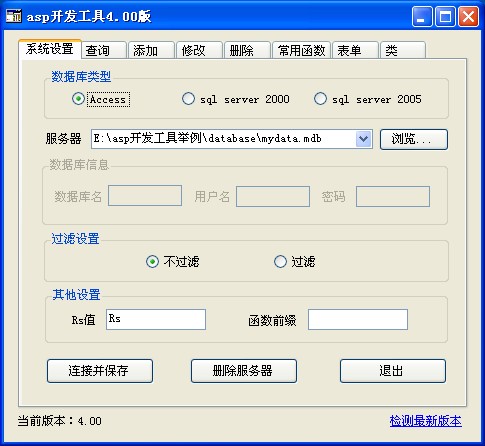 asp开发工具4.00版
系统设置 查询 添加 修改 删除 常用函数 表单 类
数据库类型
Access sql server 2000 sql server 2005
服务器 E:\asp开发工具举例\database\mydata.mdb 浏览...
数据库信息
数据库名 用户名 密码
过滤设置
不过滤 过滤
其他设置
Rs值 Rs 函数前缀
连接并保存 删除服务器 退出
当前版本：4.00 检测最新版本